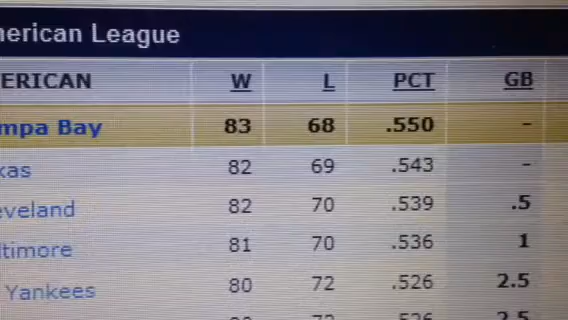 merican League
ERICAN W L PCT GB
mpa Bay 83 68 .550 -
xas 82 69 .543 -
eveland 82 70 .539 .5
ltimore 81 70 .536 1
Yankees 80 72 .526 2.5